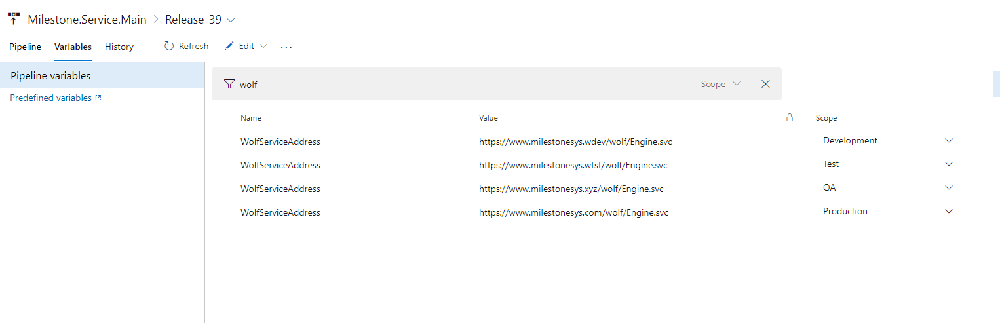 Milestone.Service.Main > Release-39
Pipeline Variables History Refresh Edit ...
Pipeline variables
Predefined variables
wolf Scope
Name Value Scope
WolfServiceAddress https://www.milestonesys.wdev/wolf/Engine.svc Development
WolfServiceAddress https://www.milestonesys.wtst/wolf/Engine.svc Test
WolfServiceAddress https://www.milestonesys.xyz/wolf/Engine.svc QA
WolfServiceAddress https://www.milestonesys.com/wolf/Engine.svc Production